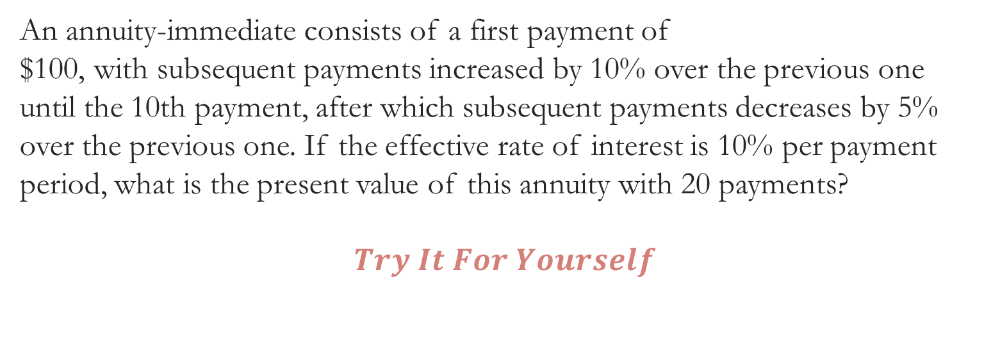 An annuity-immediate consists of a first payment of
$100, with subsequent payments increased by 10% over the previous one
until the 10th payment, after which subsequent payments decreases by 5%
over the previous one. If the effective rate of interest is 10% per payment
period, what is the present value of this annuity with 20 payments?
Try It For Yourself